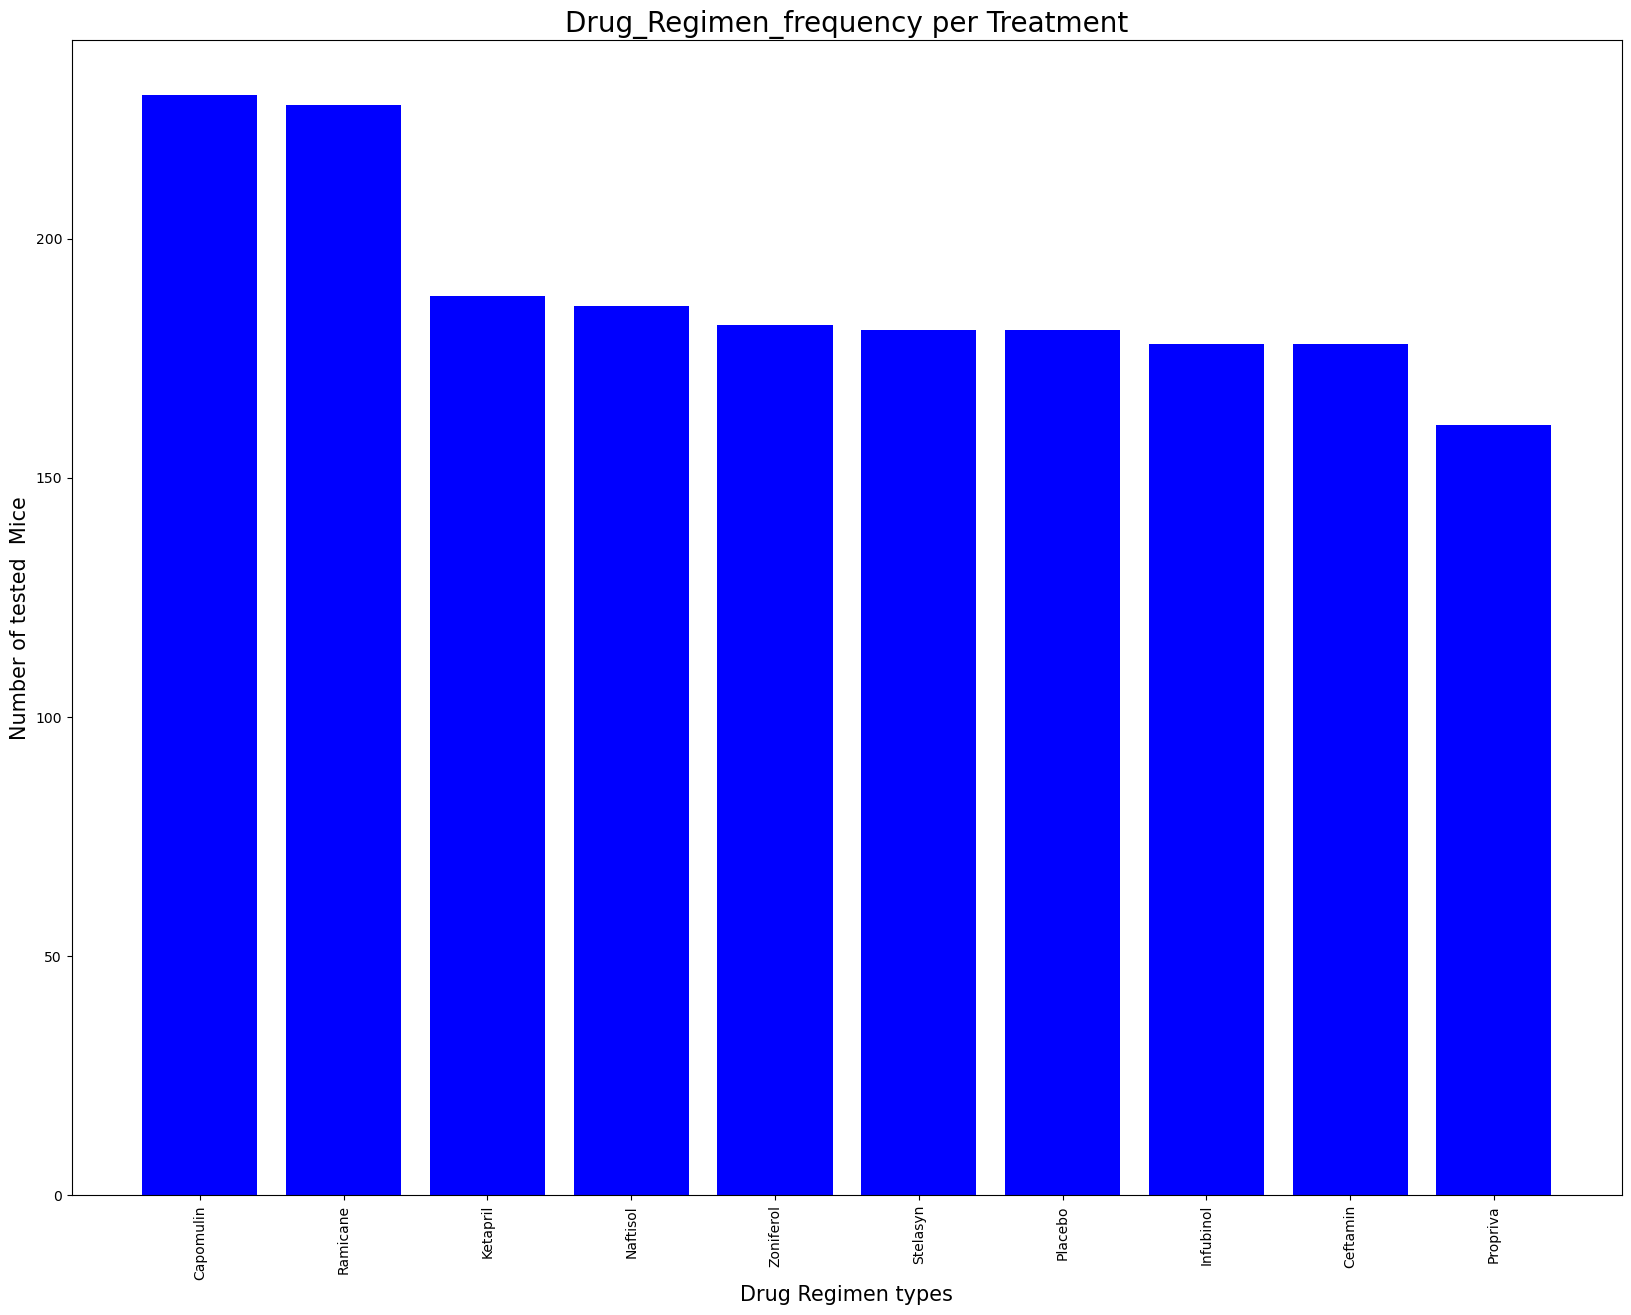 Drug_Regimen_frequency per Treatment
Number of tested  Mice
200
150
100
50
0
Capomulin
Ramicane
Ketapril
Naftisol
Zoniferol
Stelasyn
Placebo
Infubinol
Ceftamin
Propriva
Drug Regimen types